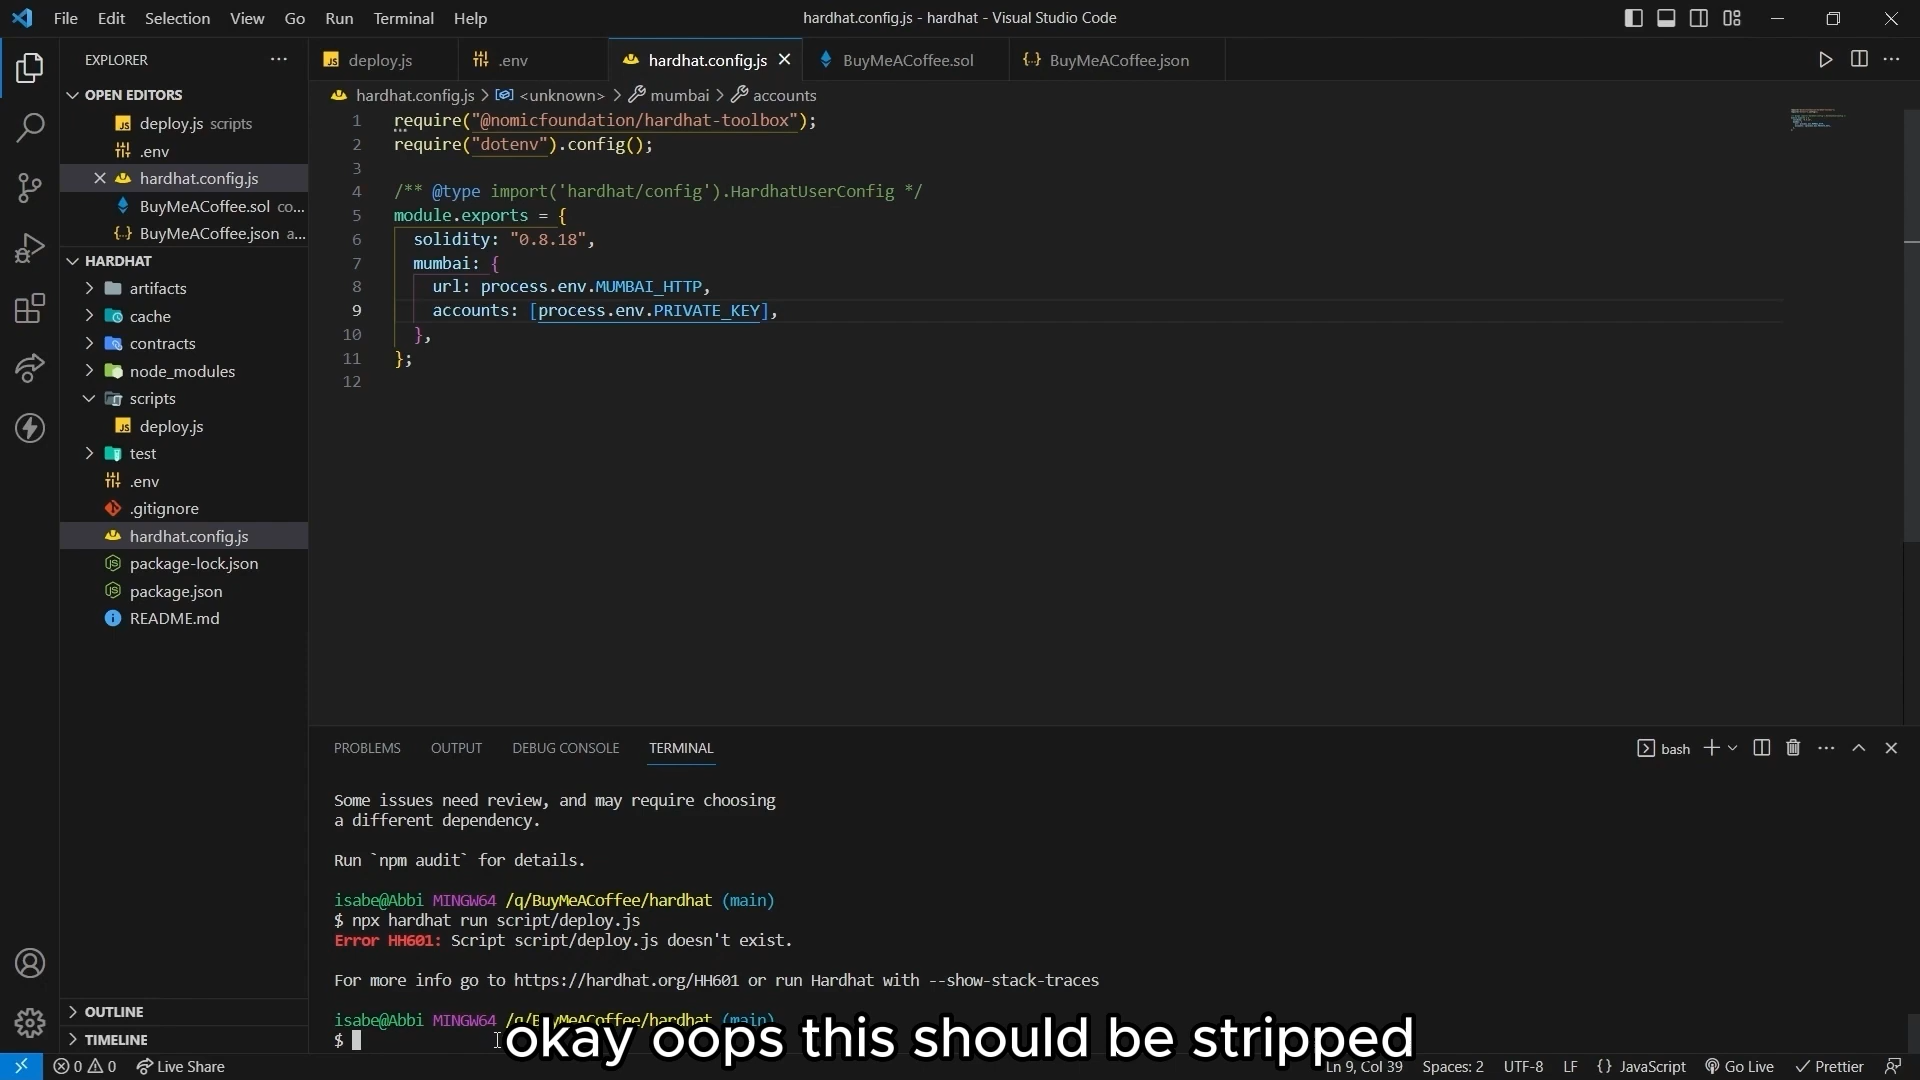 File Edit Selection View Go Run Terminal Help
hardhat.config.js - hardhat - Visual Studio Code
EXPLORER
OPEN EDITORS
deploy.js scripts
.env
hardhat.config.js
BuyMeACoffee.sol co...
BuyMeACoffee.json a...
HARDHAT
artifacts
cache
contracts
node_modules
scripts
deploy.js
test
.env
.gitignore
hardhat.config.js
package-lock.json
package.json
README.md
OUTLINE
TIMELINE
deploy.js .env hardhat.config.js BuyMeACoffee.sol BuyMeACoffee.json
hardhat.config.js > <unknown> > mumbai > accounts
1 require("@nomicfoundation/hardhat-toolbox");
2 require("dotenv").config();
3
4 /** @type import('hardhat/config').HardhatUserConfig */
5 module.exports = {
6 solidity: "0.8.18",
7 mumbai: {
8 url: process.env.MUMBAI_HTTP,
9 accounts: [process.env.PRIVATE_KEY],
10 },
11 };
12
PROBLEMS OUTPUT DEBUG CONSOLE TERMINAL
bash
Some issues need review, and may require choosing
a different dependency.
Run `npm audit` for details.
isabe@Abbi MINGW64 /q/BuyMeACoffee/hardhat (main)
$ npx hardhat run script/deploy.js
Error HH601: Script script/deploy.js doesn't exist.
For more info go to https://hardhat.org/HH601 or run Hardhat with --show-stack-traces
isabe@Abbi MINGW64 /q/BuyMeACoffee/hardhat (main)
$
okay oops this should be stripped
0 0 Live Share
Ln 9, Col 39 Spaces: 2 UTF-8 LF {} JavaScript Go Live Prettier